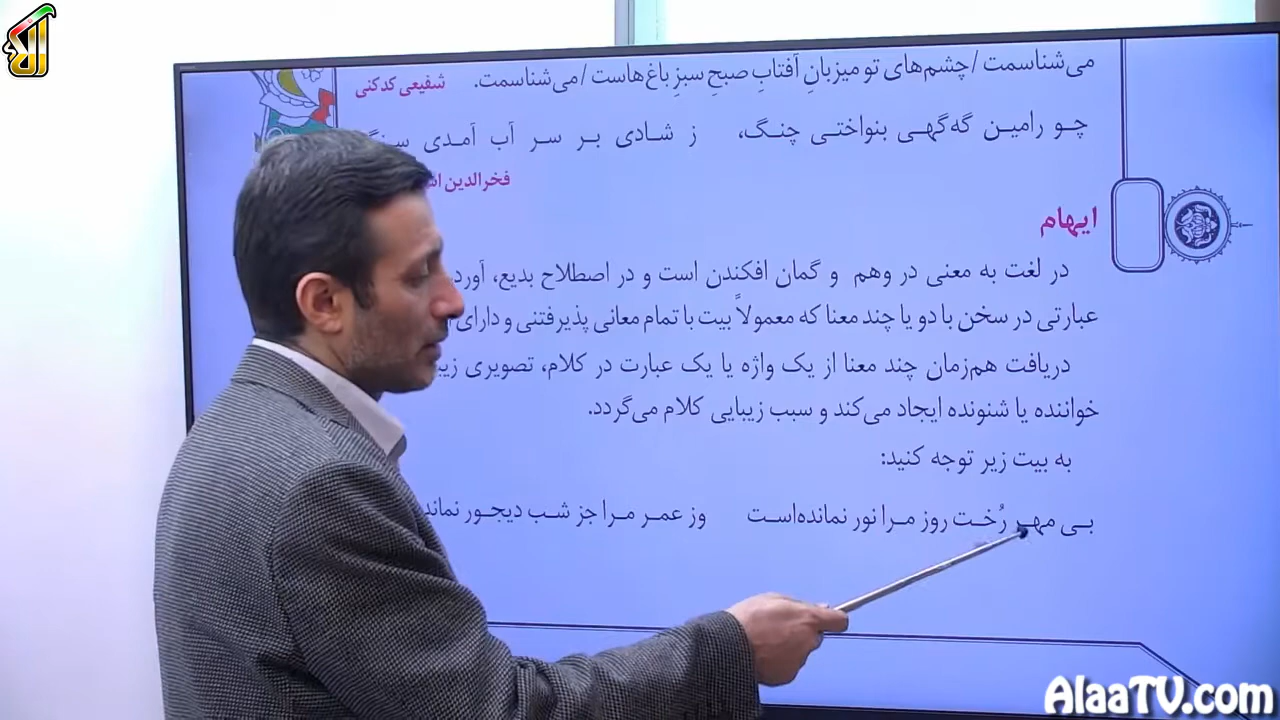 می‌شناسمت / چشم‌های تو میزبانِ آفتابِ صبحِ سبزِ باغ‌هاست / می‌شناسمت. شفیعی کدکنی
چو رامین گه‌گهی بنواختی چنگ، ز شادی بر سر آب آمدی
فخرالدین
ایهام
در لغت به معنی در وهم و گمان افکندن است و در اصطلاح بدیع،
عبارتی در سخن با دو یا چند معنا که معمولاً بیت با تمام معانی پذیرفتنی و دارای
دریافت هم‌زمان چند معنا از یک واژه یا یک عبارت در کلام، تصویری
خواننده یا شنونده ایجاد می‌کند و سبب زیبایی کلام می‌گردد.
به بیت زیر توجه کنید:
بی مهر رُخت روز مرا نور نمانده‌است وز عمر مرا جز شب دیجور
AlaaTV.com